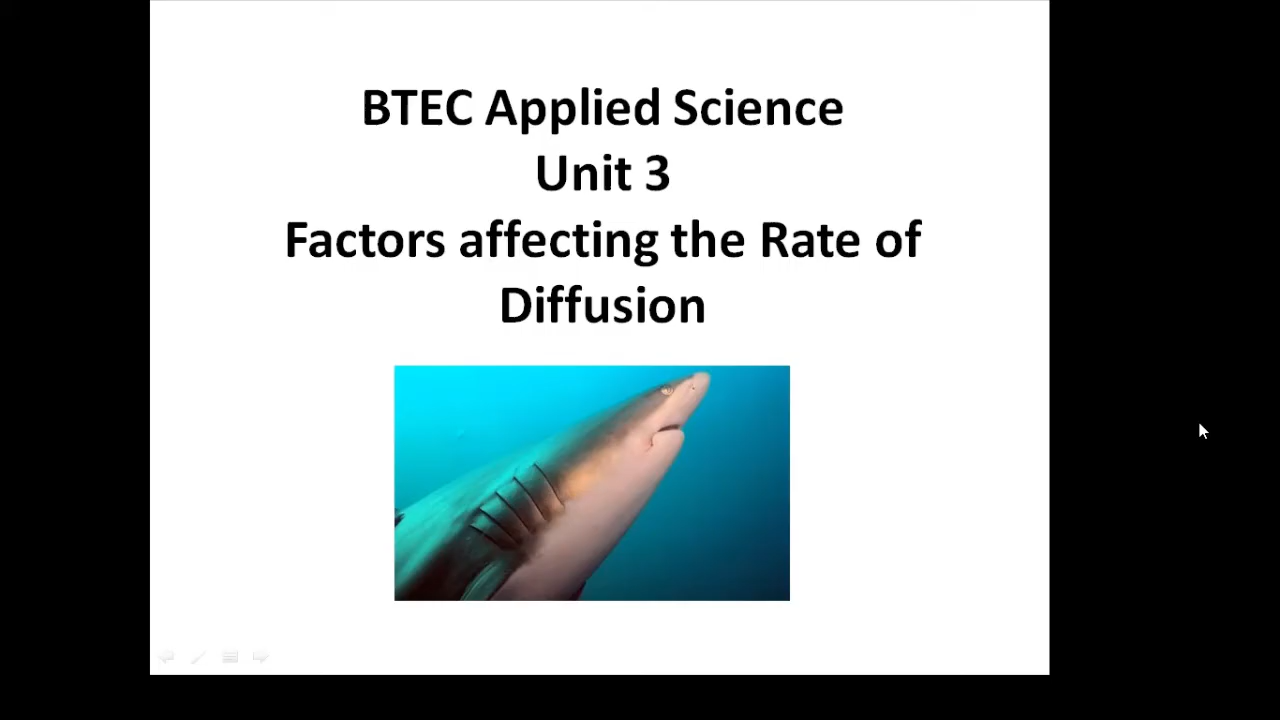 BTEC Applied Science
Unit 3
Factors affecting the Rate of
Diffusion